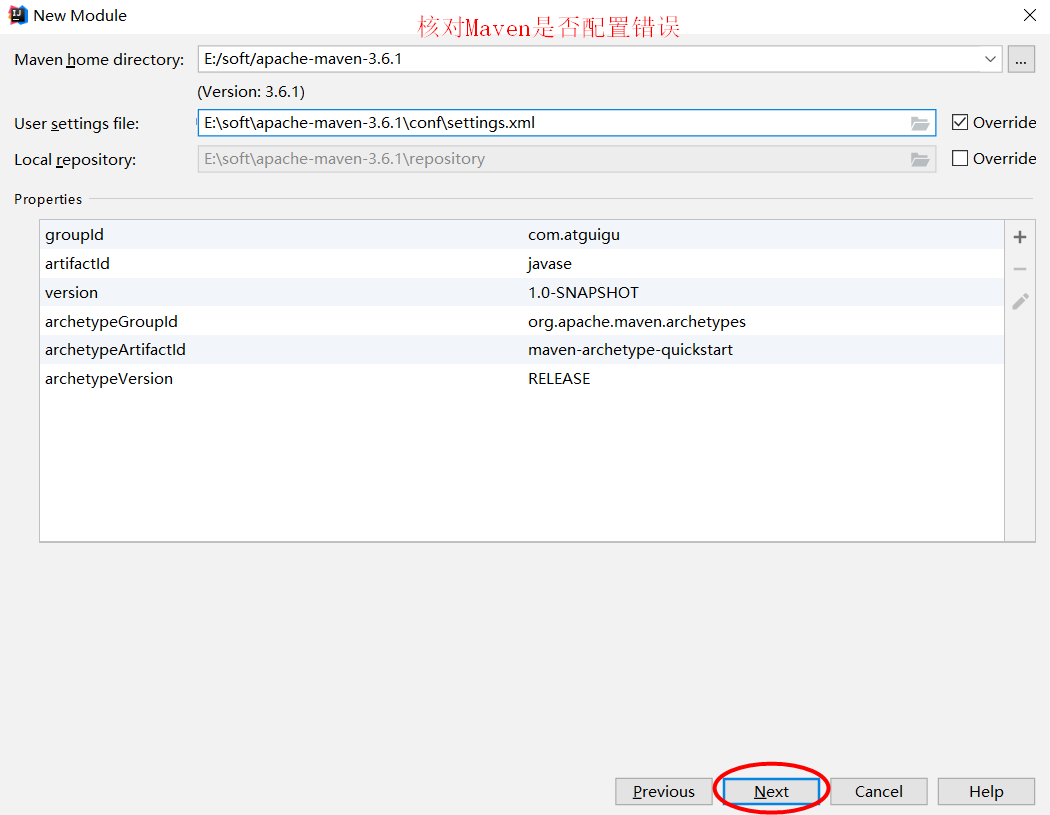 New Module
核对Maven是否配置错误
Maven home directory: E:/soft/apache-maven-3.6.1 ...
(Version: 3.6.1)
User settings file: E:\soft\apache-maven-3.6.1\conf\settings.xml Override
Local repository: E:\soft\apache-maven-3.6.1\repository Override
Properties
groupId com.atguigu
artifactId javase
version 1.0-SNAPSHOT
archetypeGroupId org.apache.maven.archetypes
archetypeArtifactId maven-archetype-quickstart
archetypeVersion RELEASE
Previous Next Cancel Help